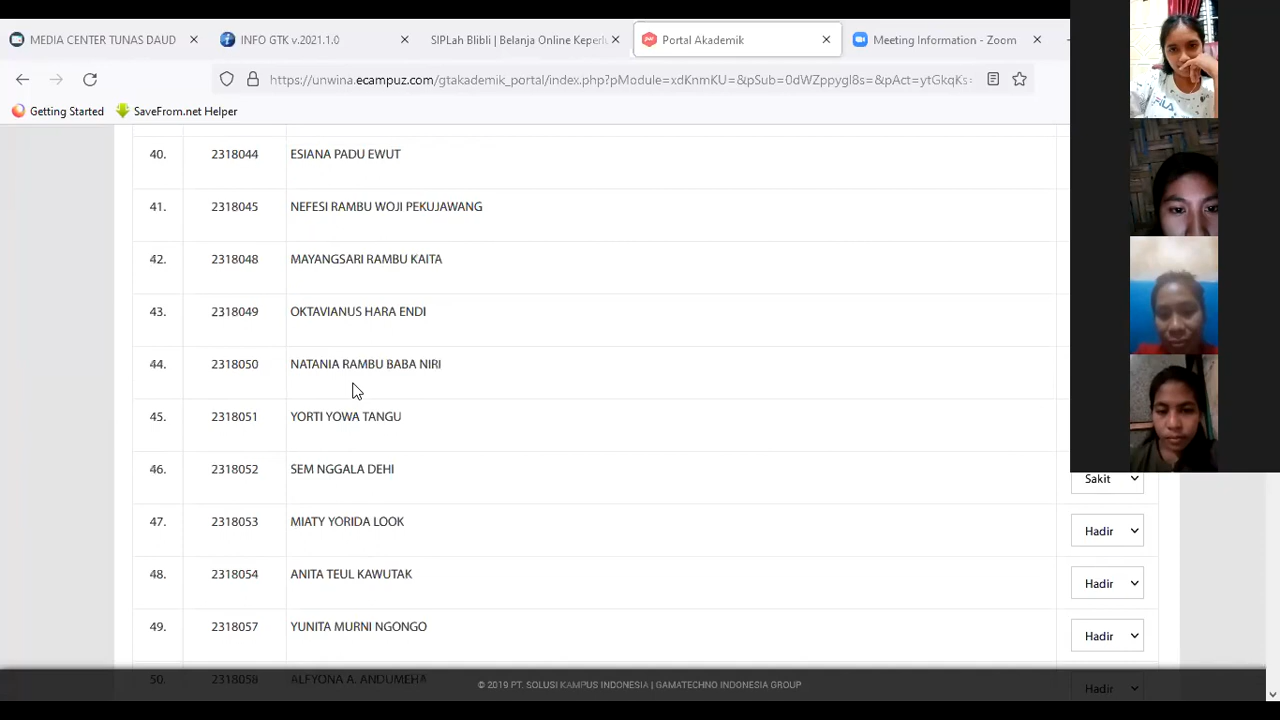 MEDIA CENTER TUNAS DAUD
INFO GTK v.2021.1.0
SIPLah Blibli | Belanja Online Keperlu
Portal Akademik
Meeting Information - Zoom
https://unwina.ecampuz.com/gtakademik_portal/index.php?pModule=xdKnmKU=&pSub=0dWZppygl8s=&pAct=ytGkqKs=
Getting Started
SaveFrom.net Helper
40. 2318044 ESIANA PADU EWUT
41. 2318045 NEFESI RAMBU WOJI PEKUJAWANG
42. 2318048 MAYANGSARI RAMBU KAITA
43. 2318049 OKTAVIANUS HARA ENDI
44. 2318050 NATANIA RAMBU BABA NIRI
45. 2318051 YORTI YOWA TANGU
46. 2318052 SEM NGGALA DEHI Sakit
47. 2318053 MIATY YORIDA LOOK Hadir
48. 2318054 ANITA TEUL KAWUTAK Hadir
49. 2318057 YUNITA MURNI NGONGO Hadir
50. 2318058 ALFYONA A. ANDUMEHA Hadir
© 2019 PT. SOLUSI KAMPUS INDONESIA | GAMATECHNO INDONESIA GROUP
FILA